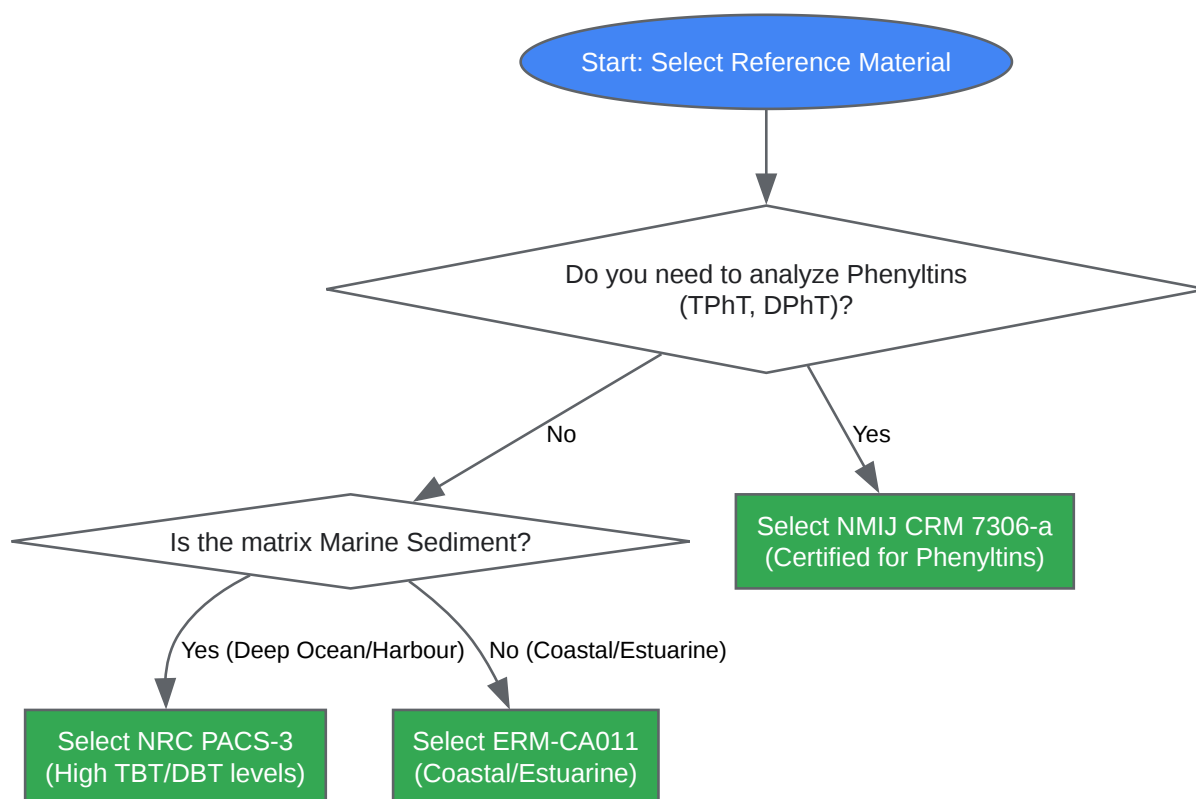 Start: Select Reference Material
Do you need to analyze Phenyltins
(TPhT, DPhT)?
No
Yes
Is the matrix Marine Sediment?
Select NMIJ CRM 7306-a
(Certified for Phenyltins)
Yes (Deep Ocean/Harbour)
No (Coastal/Estuarine)
Select NRC PACS-3
(High TBT/DBT levels)
Select ERM-CA011
(Coastal/Estuarine)